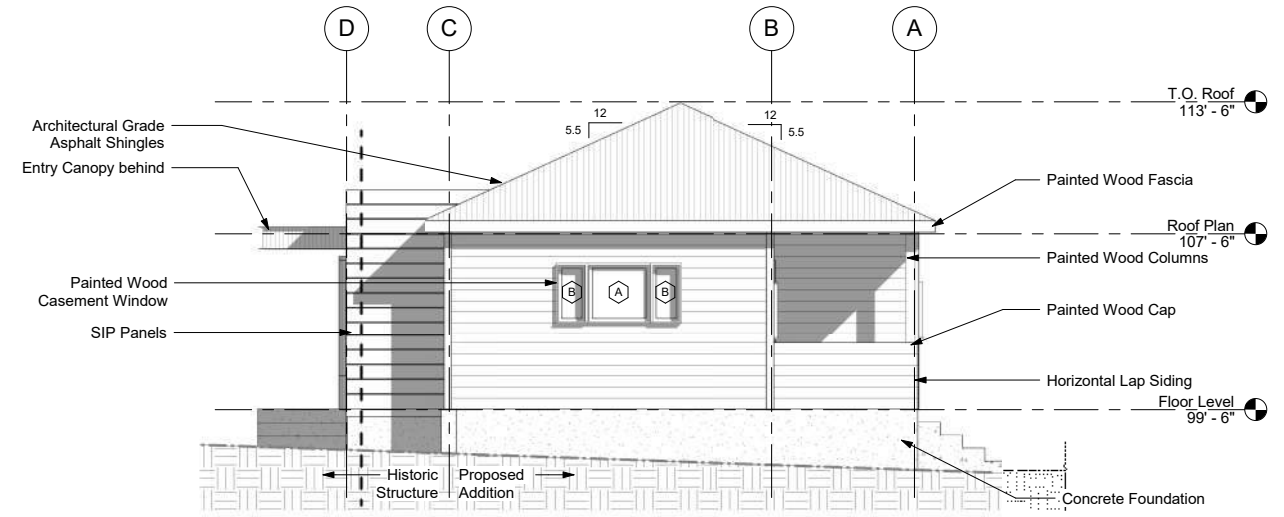 D
C
B
A
T.O. Roof
113' - 6"
12
5.5
12
5.5
Architectural Grade
Asphalt Shingles
Entry Canopy behind
Painted Wood Fascia
Roof Plan
107' - 6"
Painted Wood Columns
Painted Wood
Casement Window
B
A
B
Painted Wood Cap
SIP Panels
Horizontal Lap Siding
Floor Level
99' - 6"
Historic
Structure
Proposed
Addition
Concrete Foundation